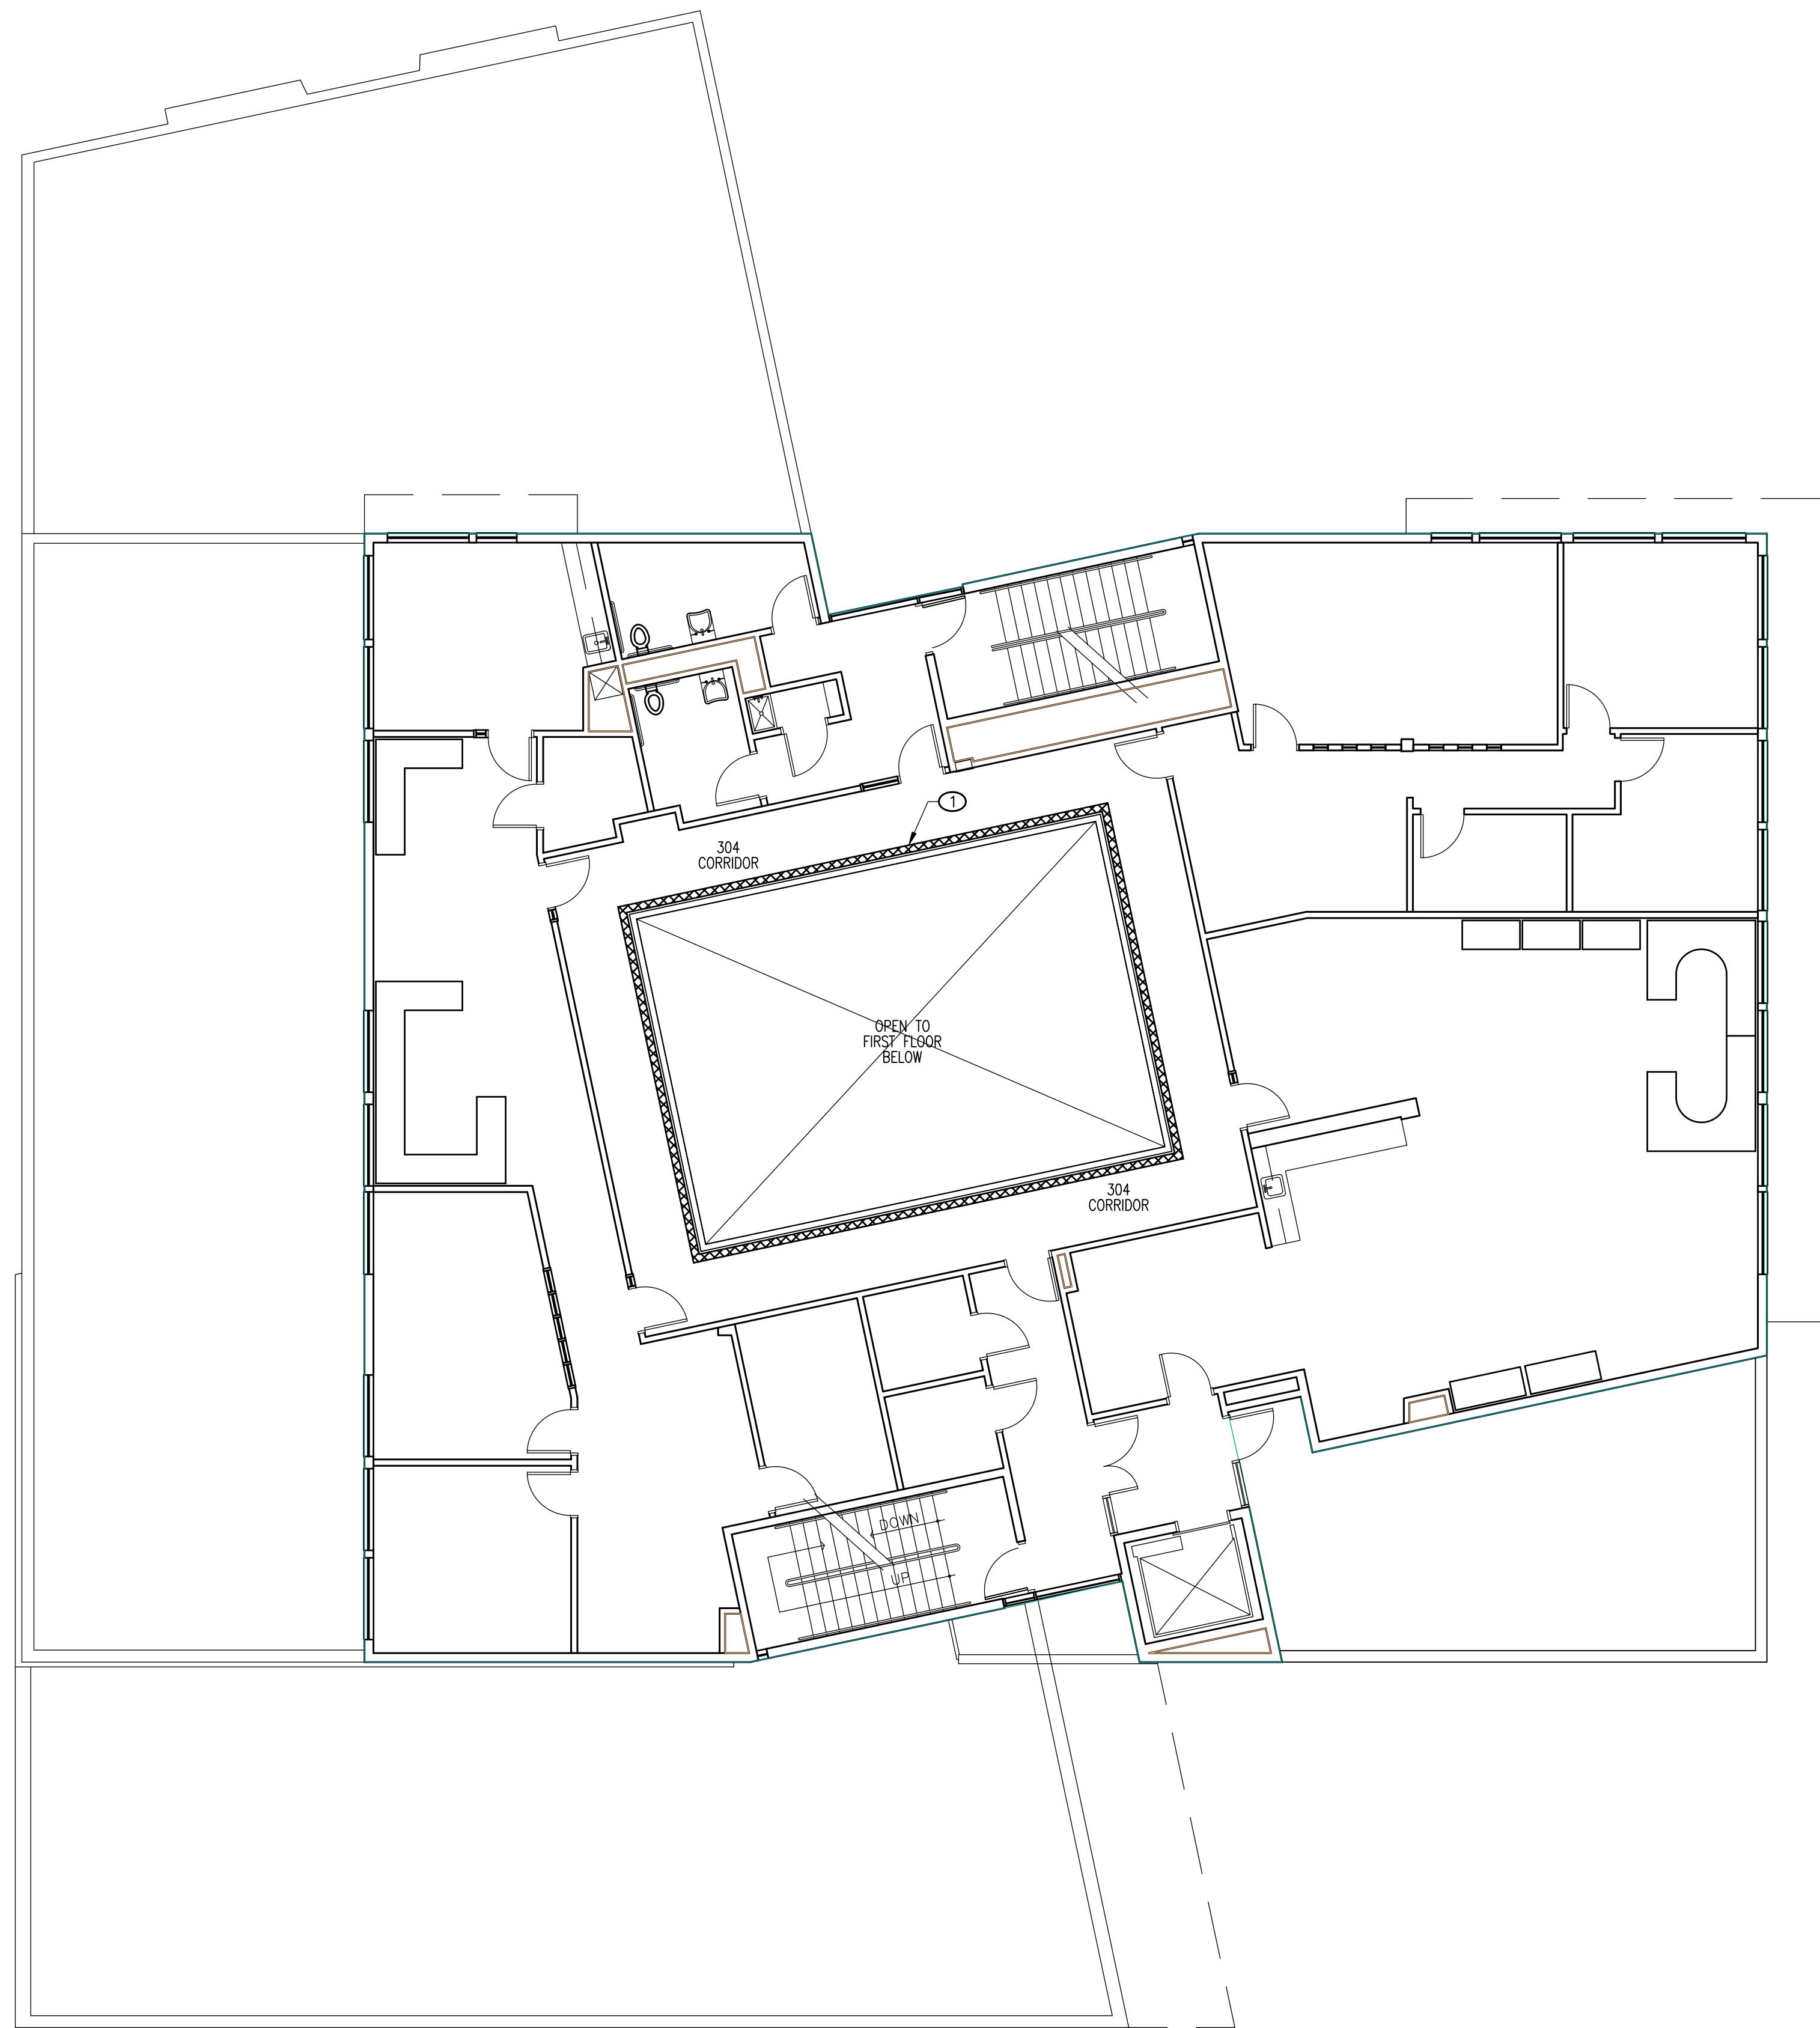 1
304
CORRIDOR
OPEN TO
FIRST FLOOR
BELOW
304
CORRIDOR
DOWN
UP